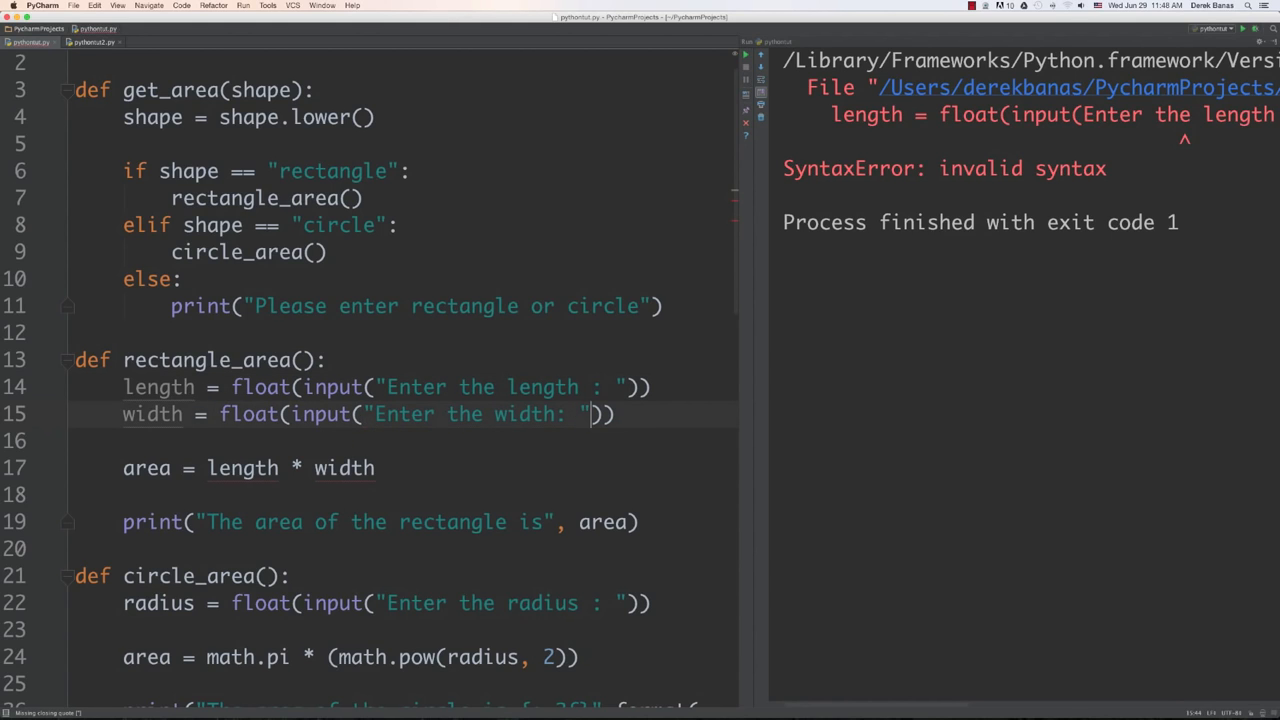 PyCharm File Edit View Navigate Code Refactor Run Tools VCS Window Help
10 Wed Jun 29 11:48 AM Derek Banas
pythontut.py - PycharmProjects - [~/PycharmProjects]
PycharmProjects pythontut.py
pythontut
pythontut.py pythontut2.py
Run pythontut
2
3 def get_area(shape):
4 shape = shape.lower()
5
6 if shape == "rectangle":
7 rectangle_area()
8 elif shape == "circle":
9 circle_area()
10 else:
11 print("Please enter rectangle or circle")
12
13 def rectangle_area():
14 length = float(input("Enter the length : "))
15 width = float(input("Enter the width: "))
16
17 area = length * width
18
19 print("The area of the rectangle is", area)
20
21 def circle_area():
22 radius = float(input("Enter the radius : "))
23
24 area = math.pi * (math.pow(radius, 2))
25
/Library/Frameworks/Python.framework/Versi
File "/Users/derekbanas/PycharmProjects/
length = float(input(Enter the length
^
SyntaxError: invalid syntax
Process finished with exit code 1
Missing closing quote ["]
15:44 LF‡ UTF-8‡